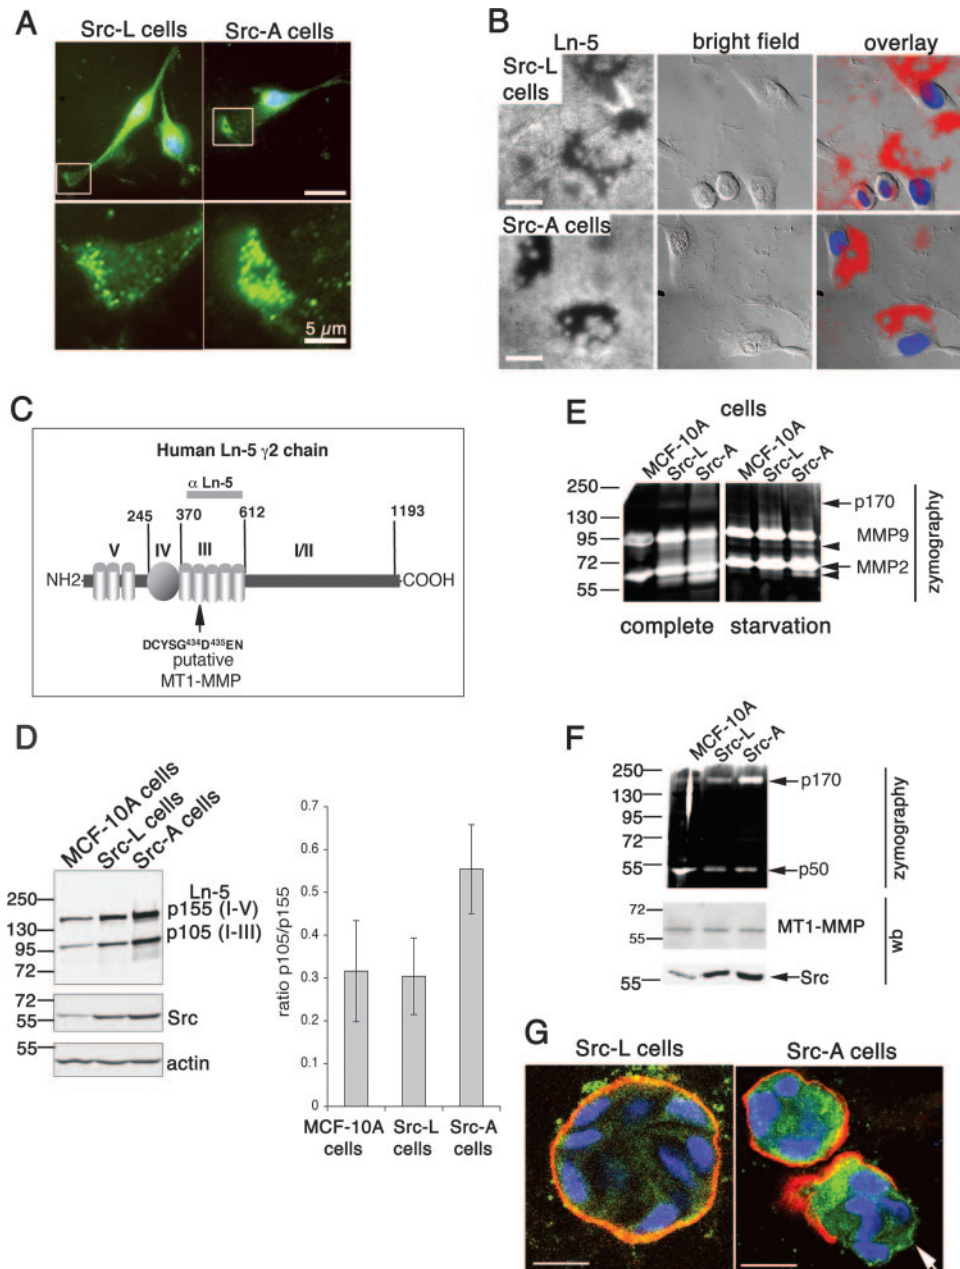 A
Src-L cells
Src-A cells
5 µm
B
Ln-5
bright field
overlay
Src-L
cells
Src-A cells
C
Human Ln-5 γ2 chain
α Ln-5
245
370
612
1193
V
IV
III
I/II
NH2
COOH
DCYSG434D435EN
putative
MT1-MMP
D
MCF-10A cells
Src-L cells
Src-A cells
Ln-5
250
p155 (I-V)
130
p105 (I-III)
95
72
72
55
Src
55
actin
ratio p105/p155
0.7
0.6
0.5
0.4
0.3
0.2
0.1
0
MCF-10A
cells
Src-L
cells
Src-A
cells
E
cells
MCF-10A
Src-L
Src-A
MCF-10A
Src-L
Src-A
250
130
95
72
55
p170
MMP9
MMP2
zymography
complete
starvation
F
MCF-10A
Src-L
Src-A
250
130
95
72
55
p170
p50
zymography
72
55
MT1-MMP
55
Src
wb
G
Src-L cells
Src-A cells